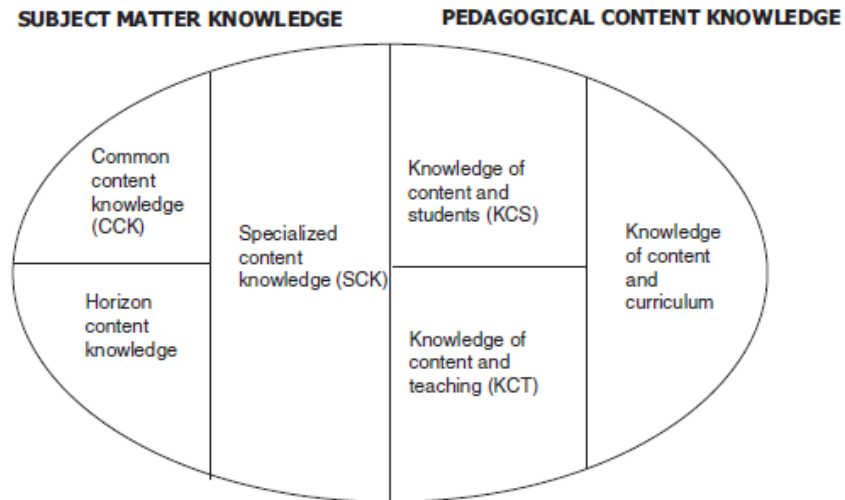 SUBJECT MATTER KNOWLEDGE
PEDAGOGICAL CONTENT KNOWLEDGE
Common
content
knowledge
(CCK)
Horizon
content
knowledge
Specialized
content
knowledge (SCK)
Knowledge of
content and
students (KCS)
Knowledge of
content and
teaching (KCT)
Knowledge
of content
and
curriculum